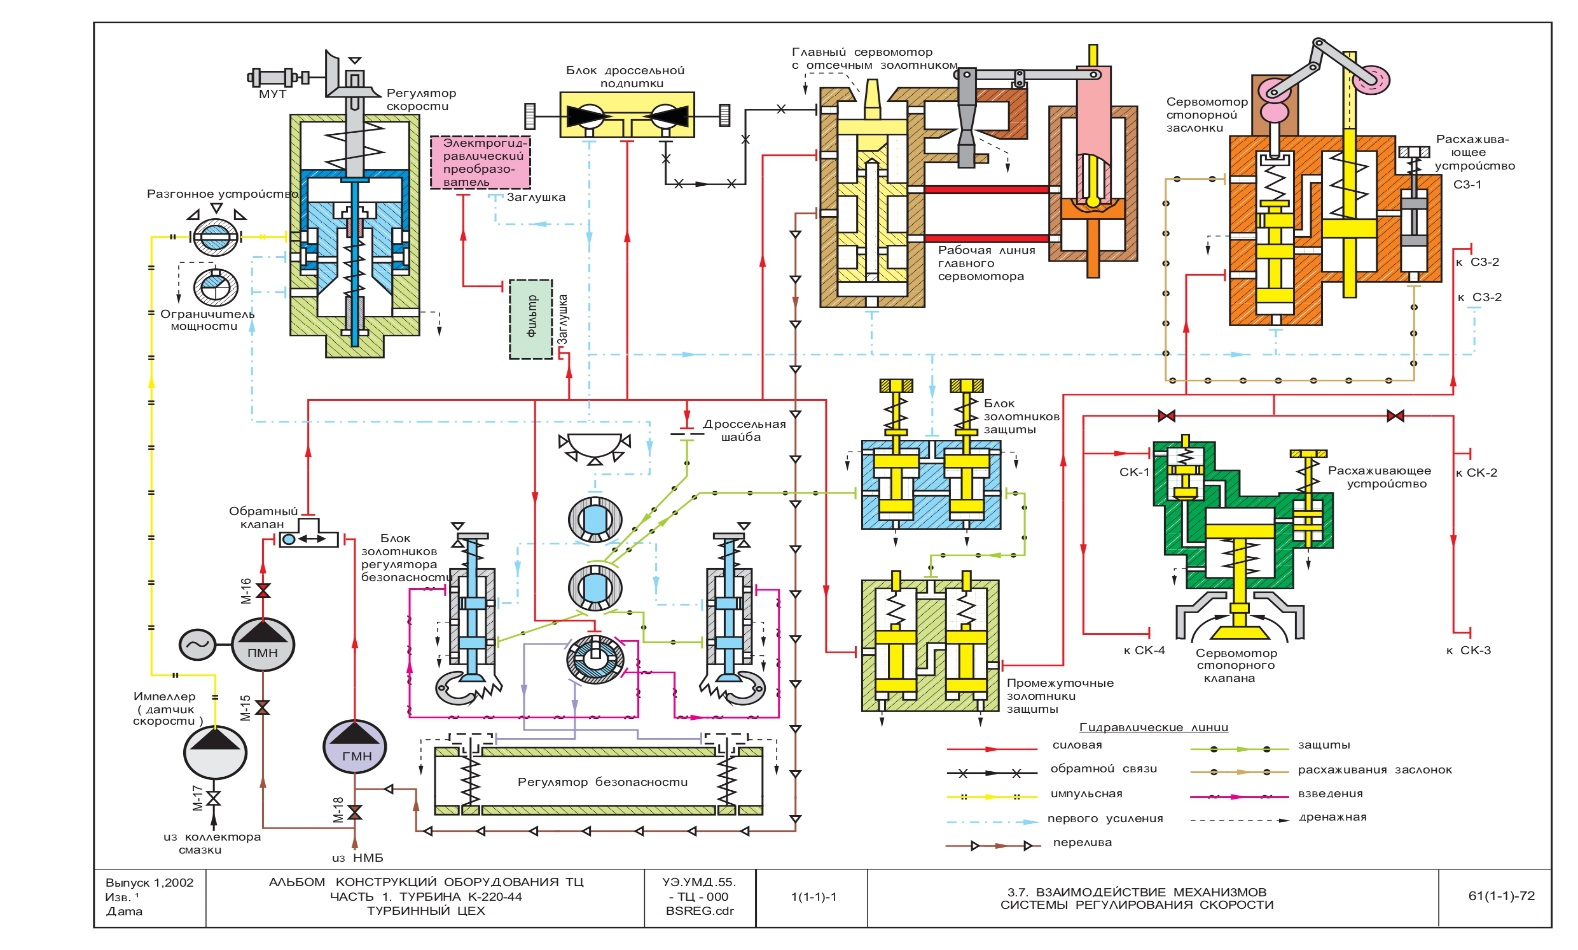 МУТ
Регулятор
скорости
Блок дроссельной
подпитки
Главный сервомотор
с отсечным золотником
Сервомотор
стопорной
заслонки
Расхажива-
ющее
устройство
СЗ-1
Электрогид-
равлический
преобразо-
ватель
Заглушка
Разгонное устройство
Ограничитель
мощности
фильтр
Заглушка
Рабочая линия
главного
сервомотора
к СЗ-2
к СЗ-2
Дроссельная
шайба
Блок
золотников
защиты
Обратный
клапан
Блок
золотников
регулятора
безопасности
СК-1
Расхаживающее
устройство
к СК-2
М-16
ПМН
М-15
Импеллер
( датчик
скорости )
ГМН
М-17
М-18
из коллектора
смазки
из НМБ
Регулятор безопасности
Промежуточные
золотники
защиты
к СК-4
Сервомотор
стопорного
клапана
к СК-3
Гидравлические линии
силовая
обратной связи
импульсная
первого усиления
перелива
защиты
расхаживания заслонок
взведения
дренажная
Выпуск 1,2002
Изв. 1
Дата
АЛЬБОМ КОНСТРУКЦИЙ ОБОРУДОВАНИЯ ТЦ
ЧАСТЬ 1. ТУРБИНА К-220-44
ТУРБИННЫЙ ЦЕХ
УЭ.УМД.55.
- ТЦ - 000
BSREG.cdr
1(1-1)-1
3.7. ВЗАИМОДЕЙСТВИЕ МЕХАНИЗМОВ
СИСТЕМЫ РЕГУЛИРОВАНИЯ СКОРОСТИ
61(1-1)-72